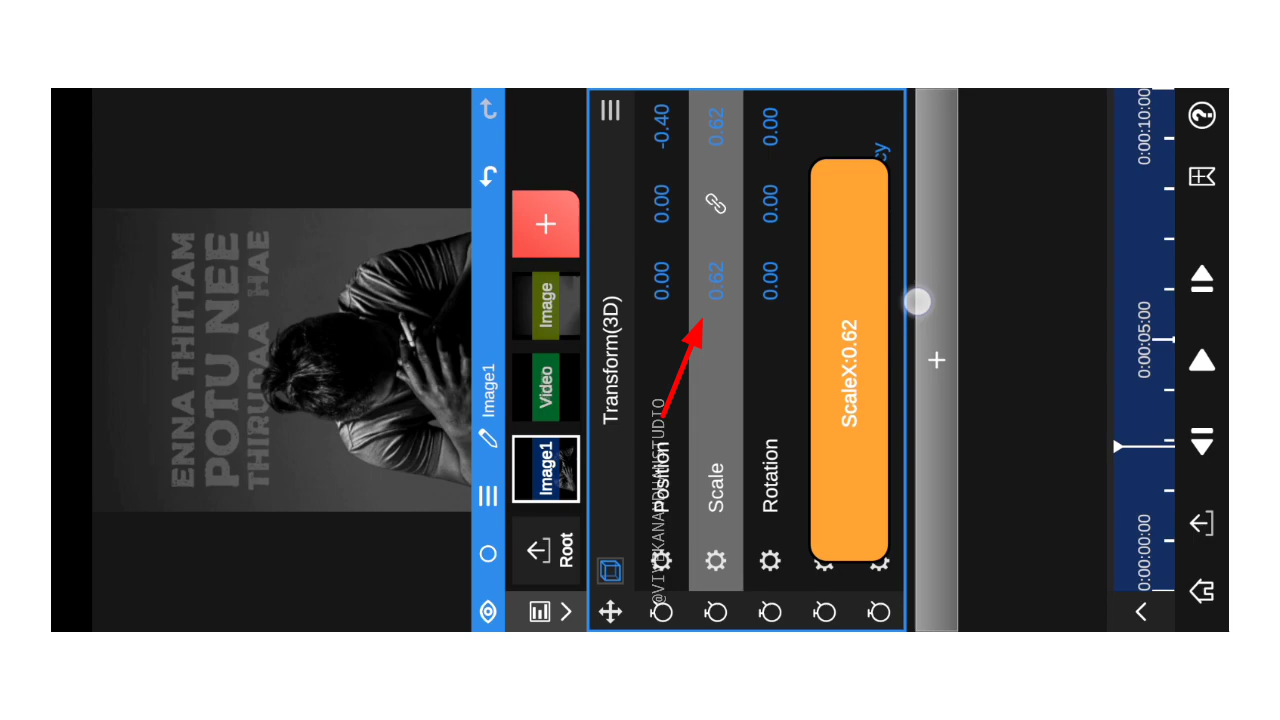 ENNA THITTAM
POTU NEE
THIRUDAA HAE
Image1
Root
Image1
Video
Image
Transform(3D)
Position 0.00 0.00 -0.40
@VIVEKANANDHANSTUDIO
Scale 0.62 0.62
Rotation 0.00 0.00 0.00
ScaleX:0.62
0:00:00:00 0:00:05:00 0:00:10:00